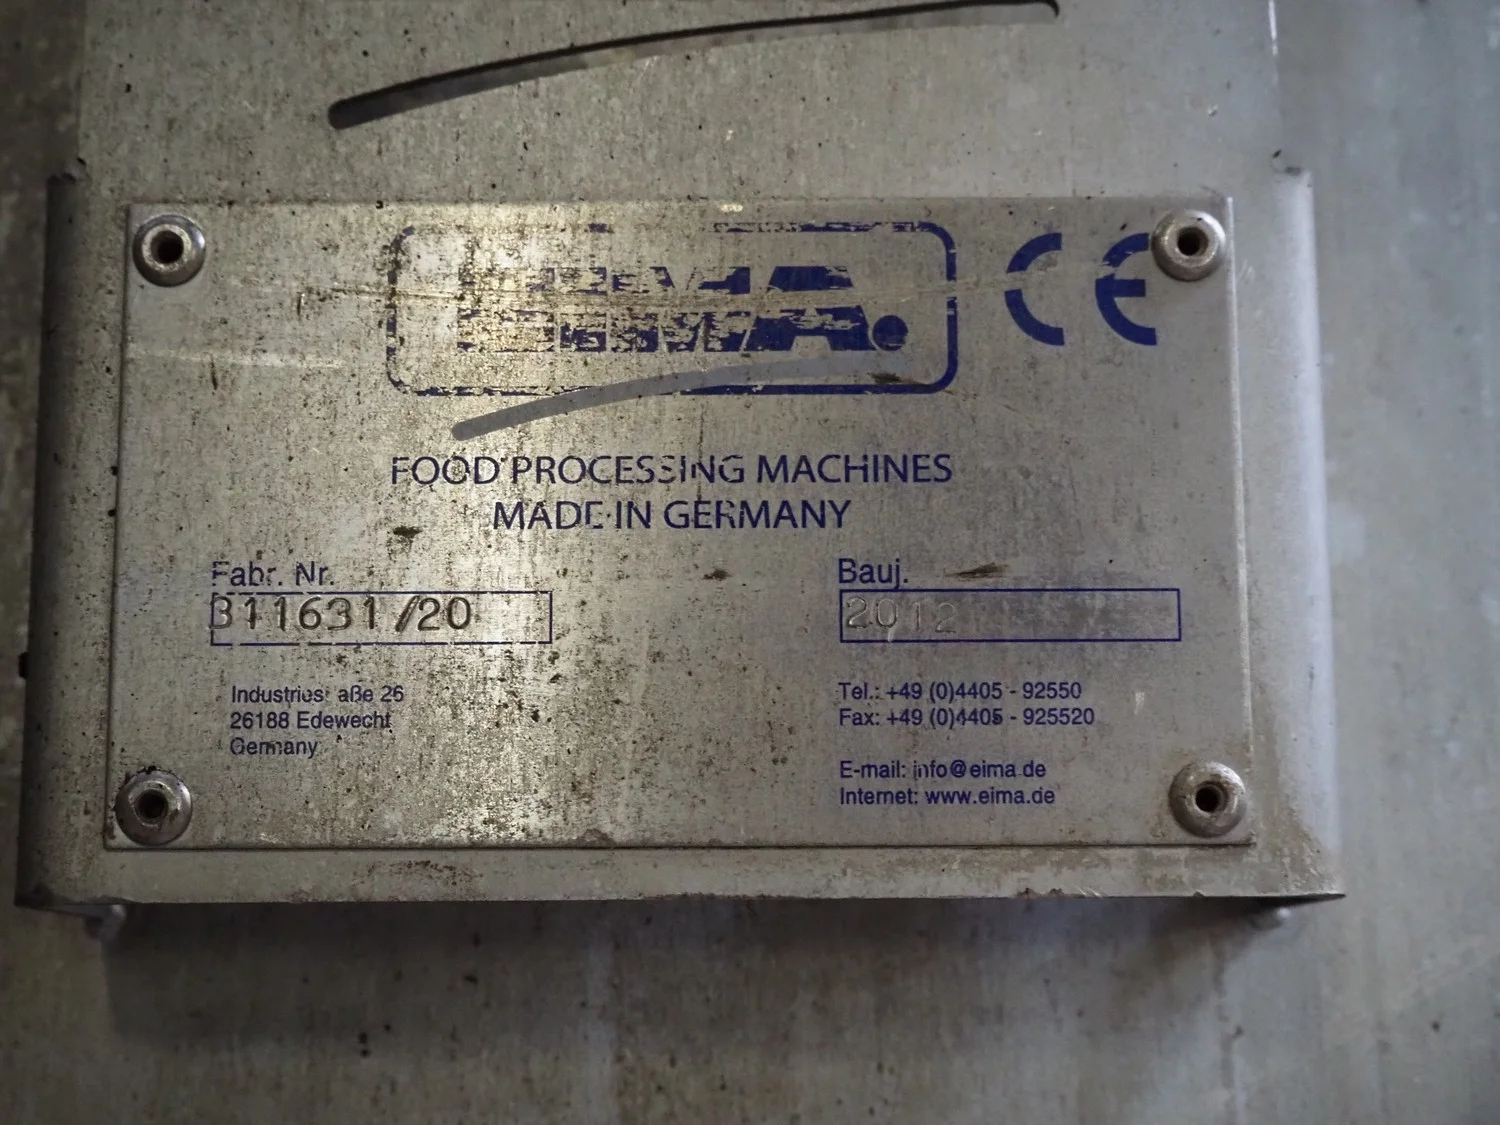 EIMA.
CE
FOOD PROCESSING MACHINES
MADE IN GERMANY
Fabr. Nr.
311631/20
Bauj.
2012
Industriestraße 26
26188 Edewecht
Germany
Tel.: +49 (0)4405 - 92550
Fax: +49 (0)4405 - 925520
E-mail: info@eima.de
Internet: www.eima.de